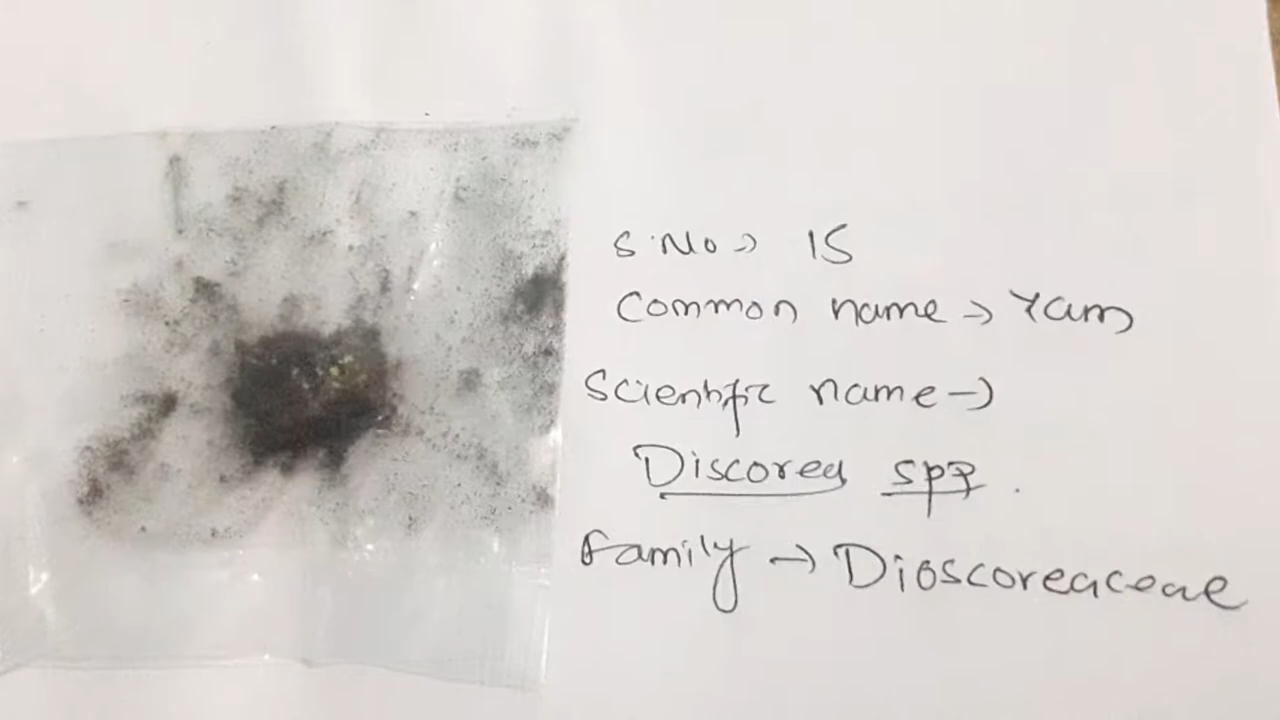 S.No → 15
Common name → Yam
Scientific name →
Discorea spp.
Family → Dioscoreaceae